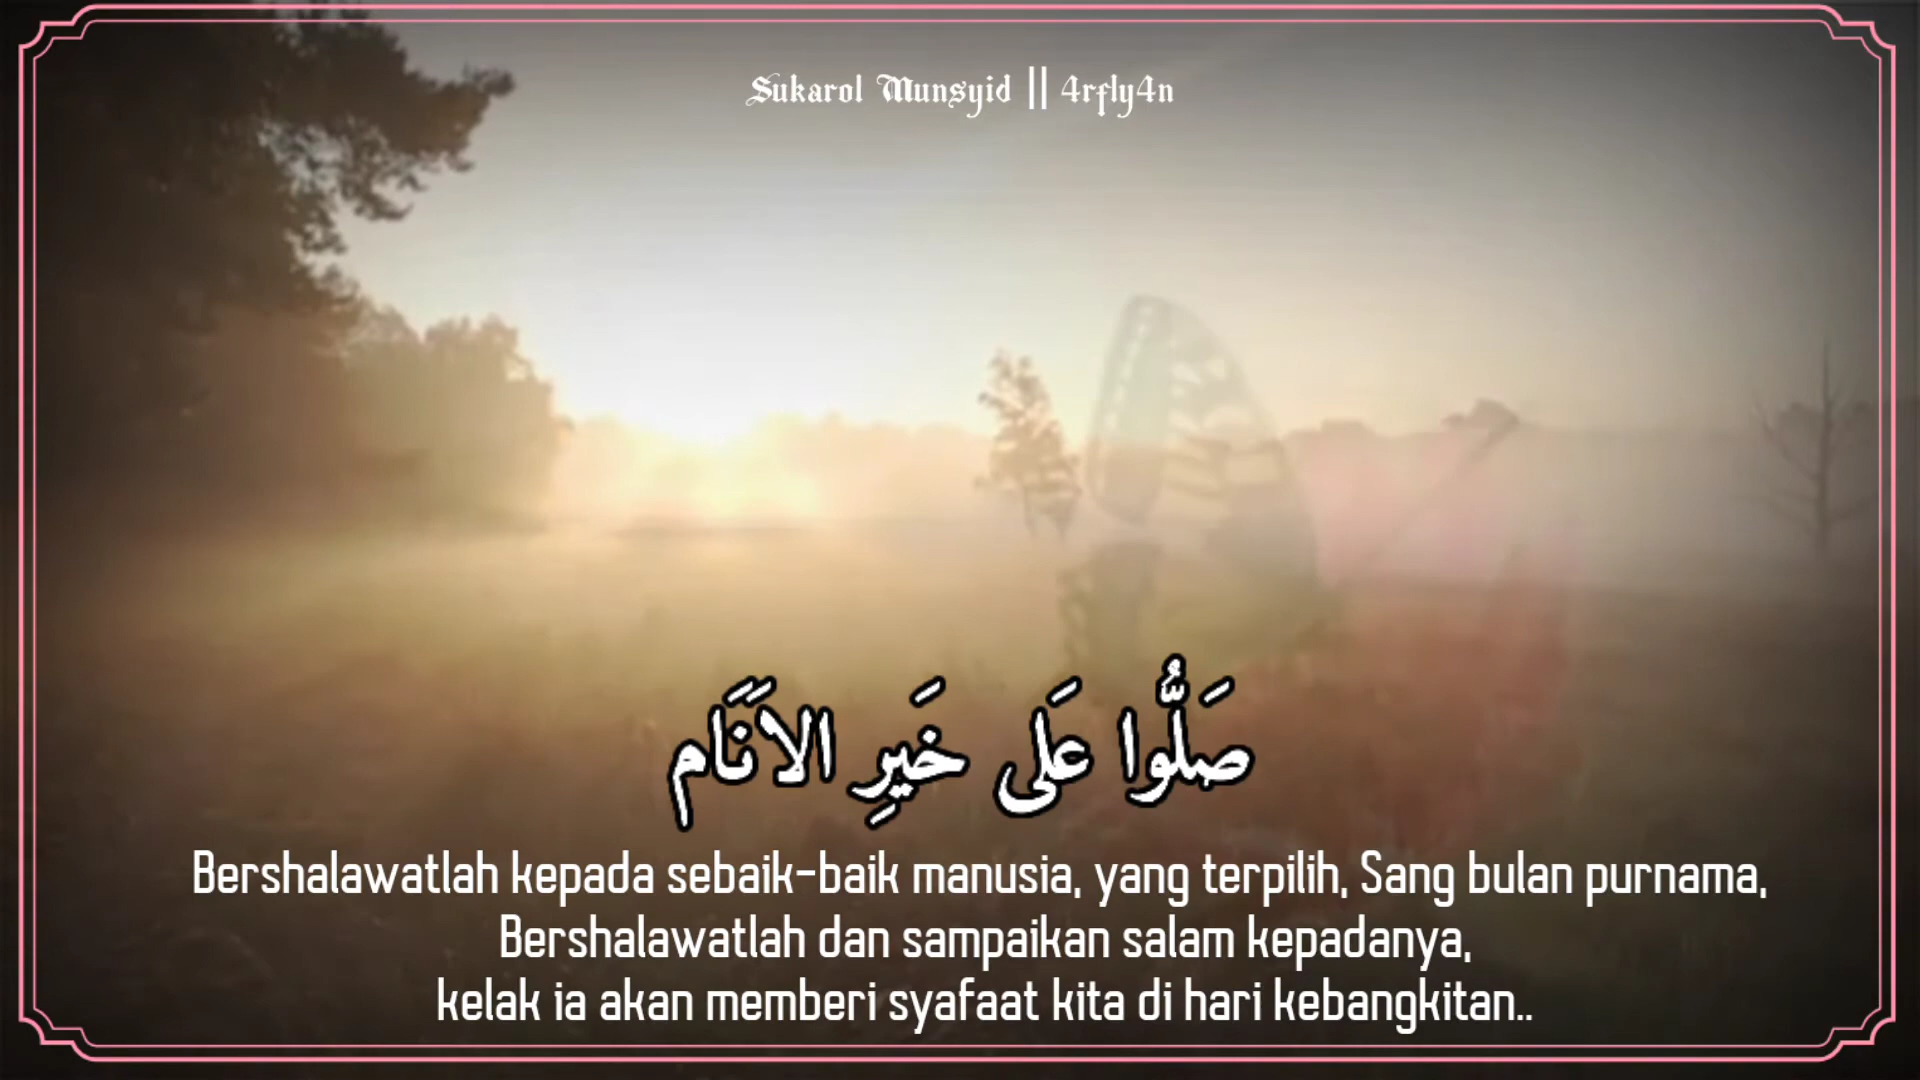 Sukarol Munsyid || 4rfly4n
صَلُّوا عَلَى خَيرِ الاَنَام
Bershalawatlah kepada sebaik-baik manusia, yang terpilih, Sang bulan purnama,
Bershalawatlah dan sampaikan salam kepadanya,
kelak ia akan memberi syafaat kita di hari kebangkitan..